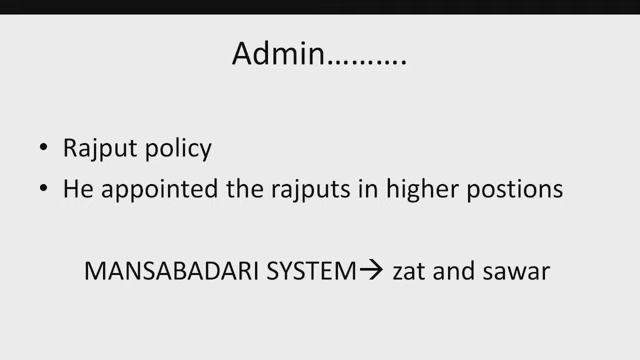 Admin..........
• Rajput policy
• He appointed the rajputs in higher postions
MANSABADARI SYSTEM→ zat and sawar